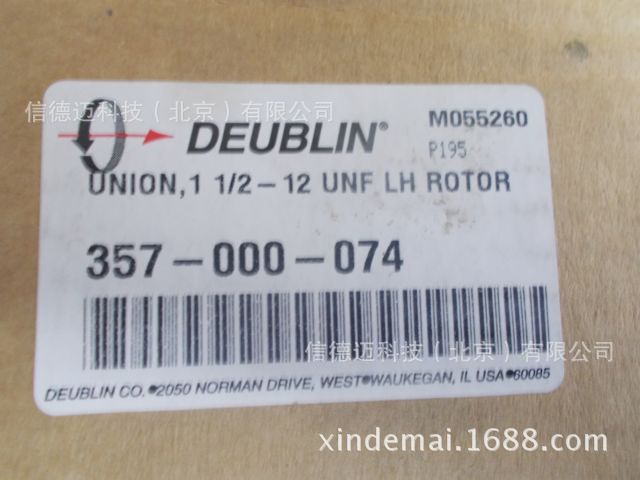 信德迈科技（北京）有限公司
DEUBLIN®
M055260
P195
UNION,1 1/2-12 UNF LH ROTOR
357-000-074
信德迈科技（北京）有限公司
DEUBLIN CO.•2050 NORMAN DRIVE, WEST•WAUKEGAN, IL USA•60085
xindemai.1688.com